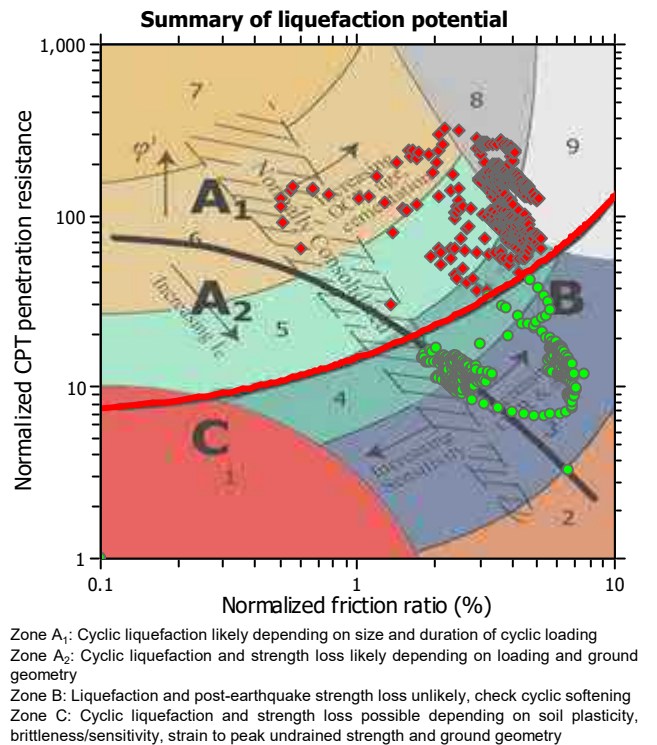 Summary of liquefaction potential
Normalized CPT penetration resistance
1,000
100
10
1
0.1
1
10
Normalized friction ratio (%)
7
8
9
φ'
A1
Normally Consolidated
Increasing
6
A2
Increasing
5
B
4
C
1
Increasing
Sensitivity
3
2
Zone A1: Cyclic liquefaction likely depending on size and duration of cyclic loading
Zone A2: Cyclic liquefaction and strength loss likely depending on loading and ground
geometry
Zone B: Liquefaction and post-earthquake strength loss unlikely, check cyclic softening
Zone C: Cyclic liquefaction and strength loss possible depending on soil plasticity,
brittleness/sensitivity, strain to peak undrained strength and ground geometry